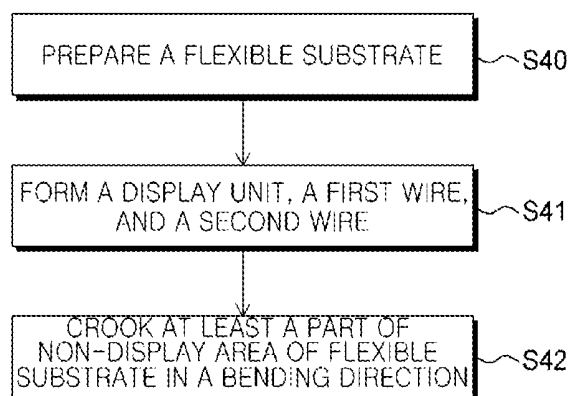 PREPARE A FLEXIBLE SUBSTRATE
S40
FORM A DISPLAY UNIT, A FIRST WIRE,
AND A SECOND WIRE
S41
CROOK AT LEAST A PART OF
NON-DISPLAY AREA OF FLEXIBLE
SUBSTRATE IN A BENDING DIRECTION
S42